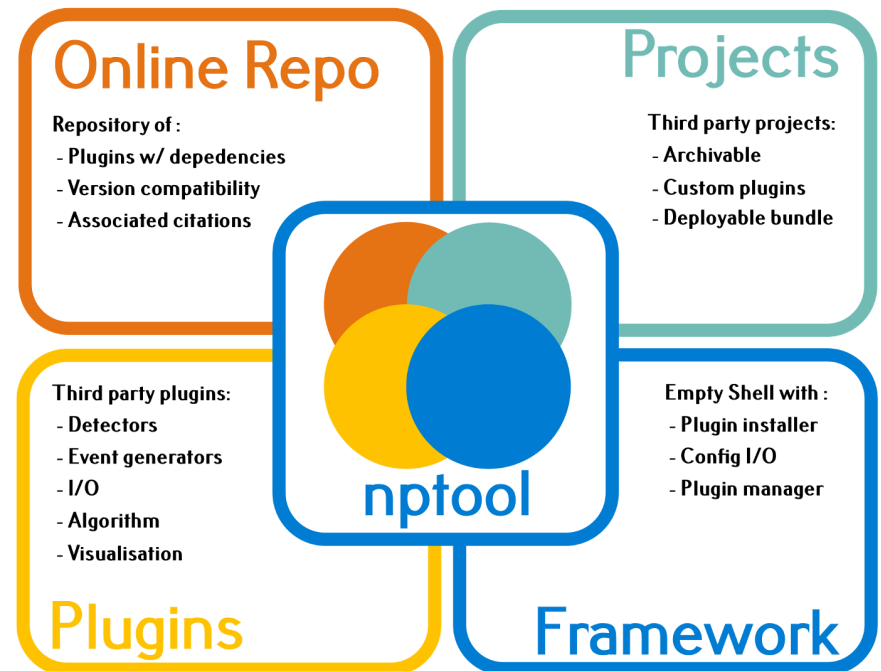 Online Repo
Repository of :
- Plugins w/ depedencies
- Version compatibility
- Associated citations
Projects
Third party projects:
- Archivable
- Custom plugins
- Deployable bundle
nptool
Third party plugins:
- Detectors
- Event generators
- I/O
- Algorithm
- Visualisation
Plugins
Empty Shell with :
- Plugin installer
- Config I/O
- Plugin manager
Framework